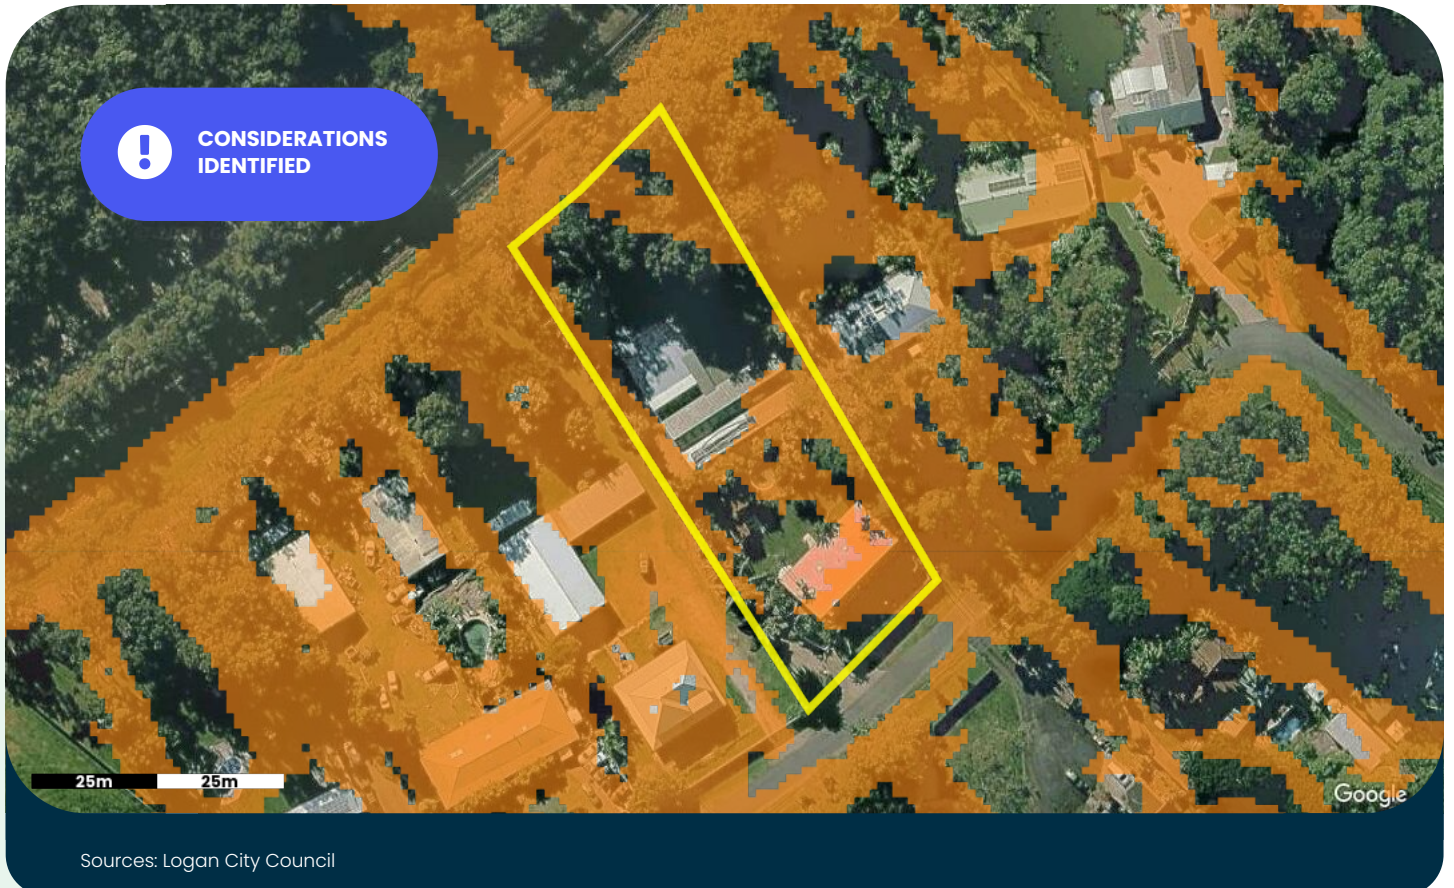 CONSIDERATIONS
IDENTIFIED
25m 25m
Google
Sources: Logan City Council